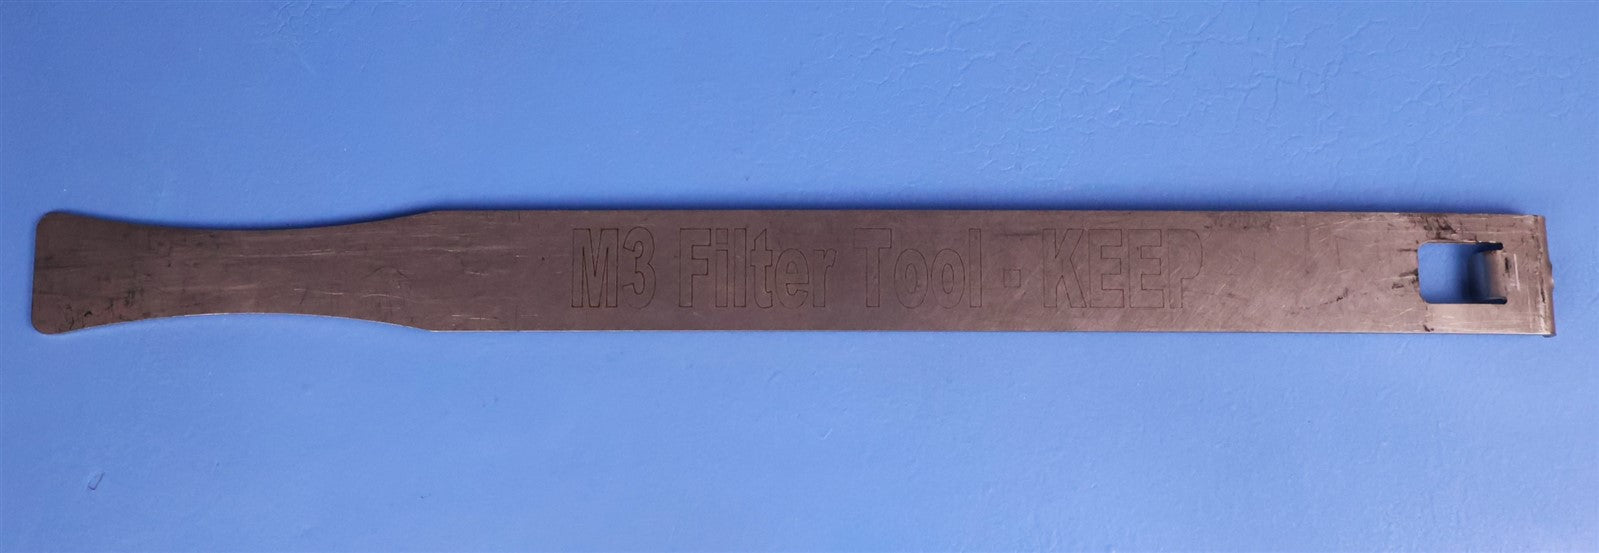 M3 Filter Tool - KEEP